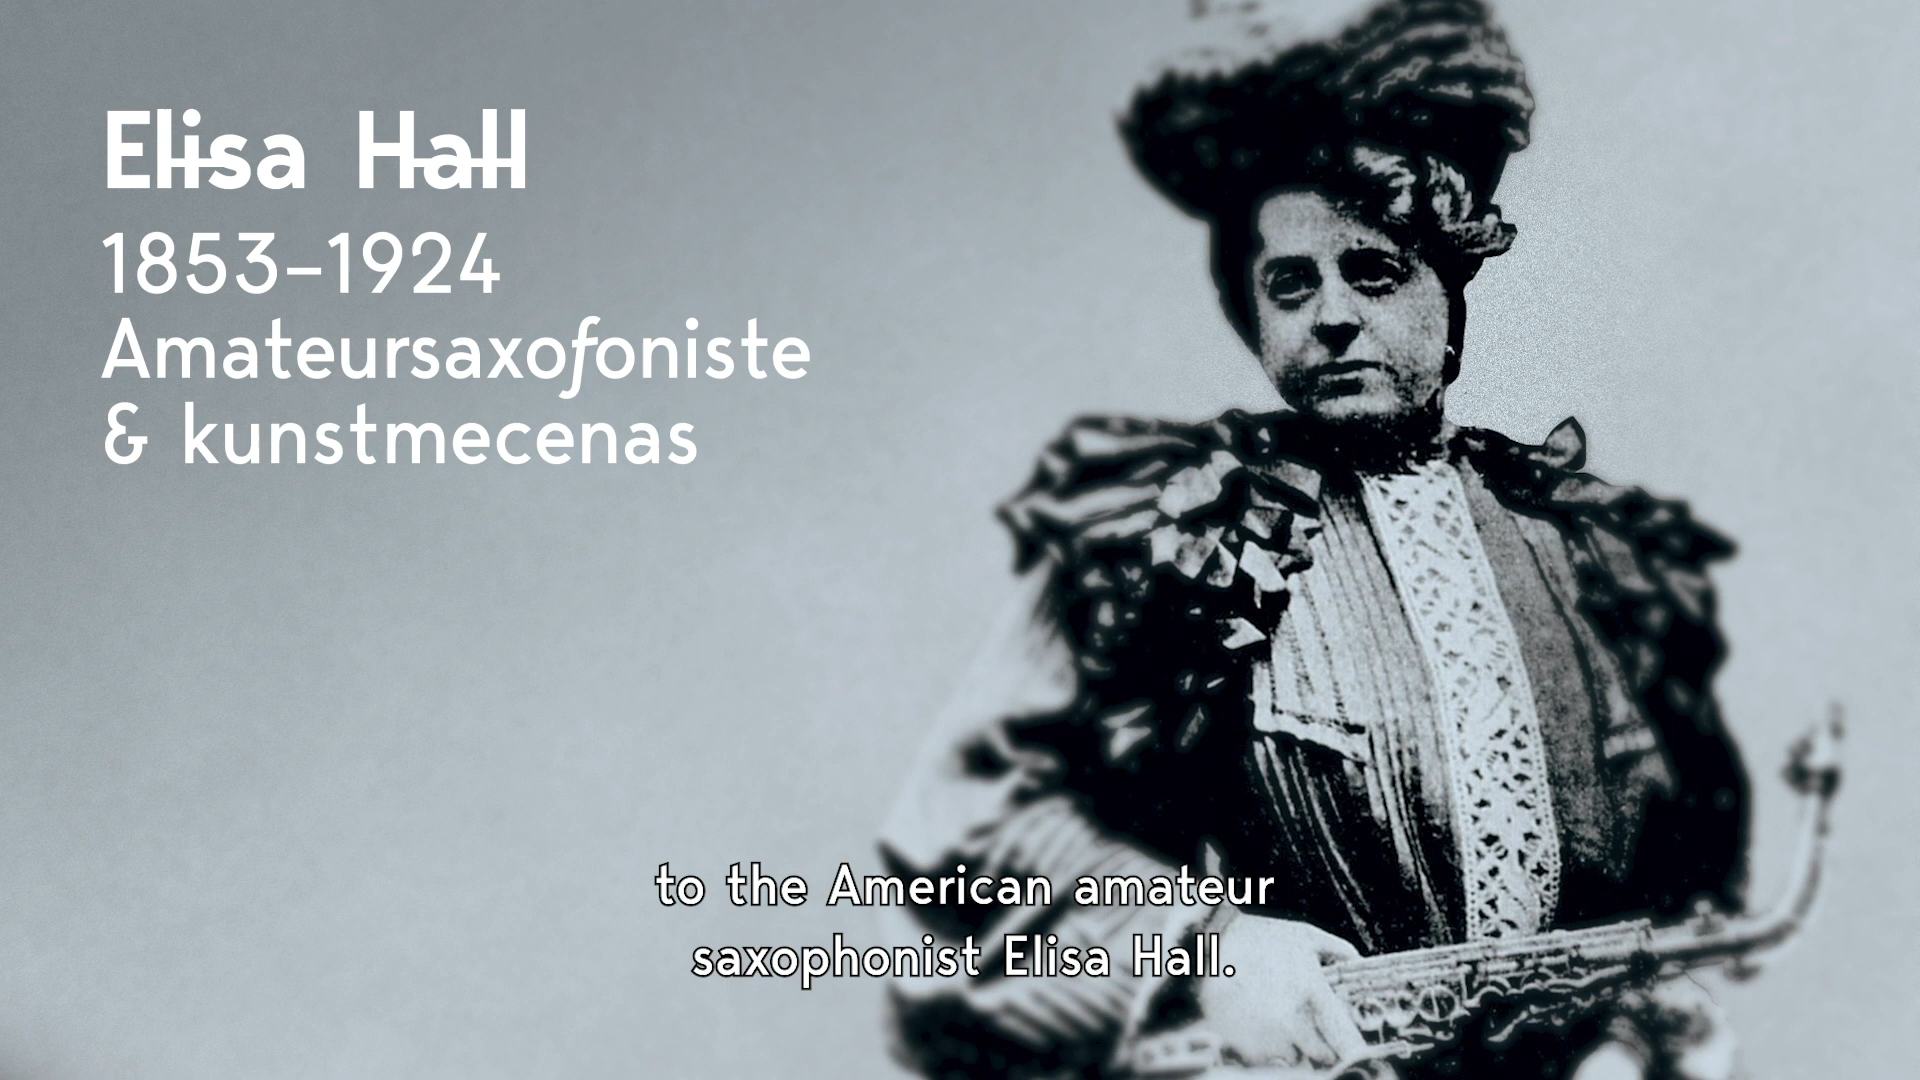 Elisa Hall
1853–1924
Amateursaxofoniste
& kunstmecenas
to the American amateur
saxophonist Elisa Hall.